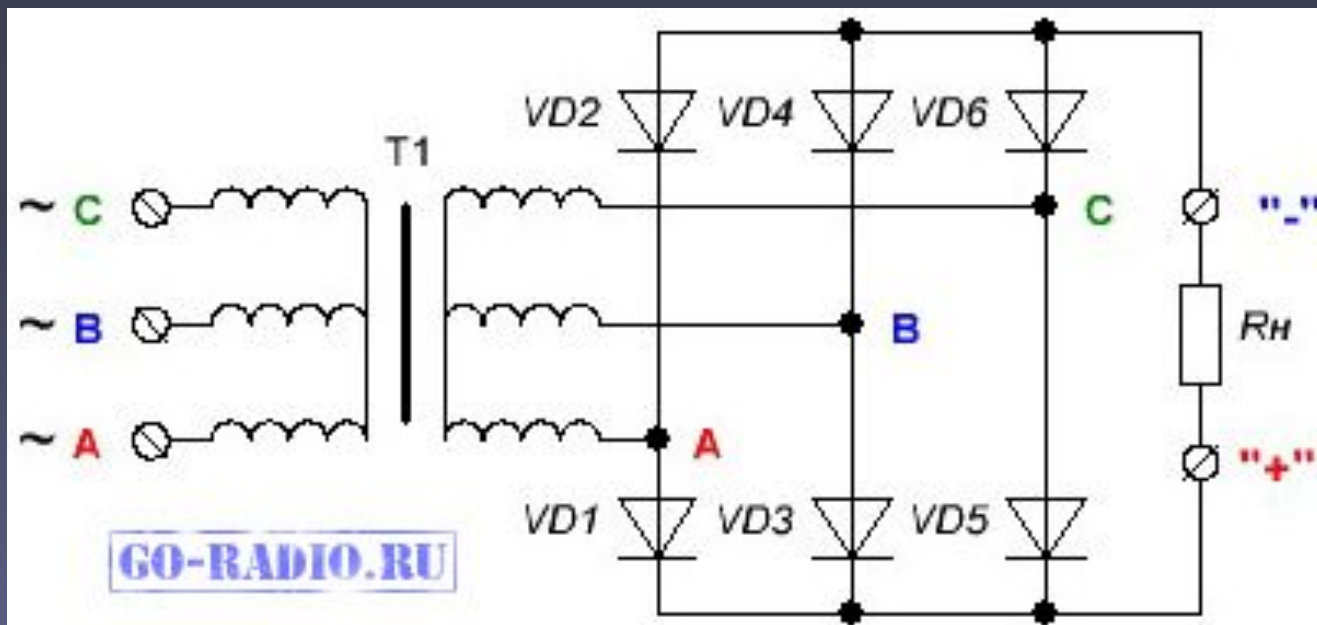 VD2 VD4 VD6
T1
~ C C "-"
~ B B Rн
~ A A "+"
VD1 VD3 VD5
GO-RADIO.RU